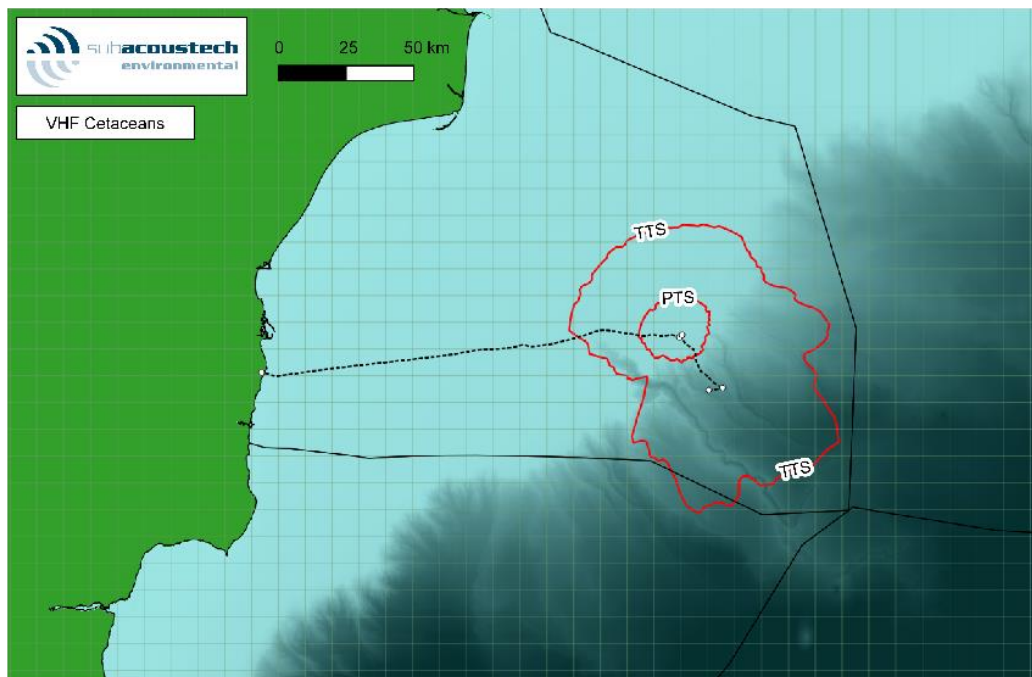 subacoustech
environmental
0 25 50 km
VHF Cetaceans
TTS
PTS
TTS